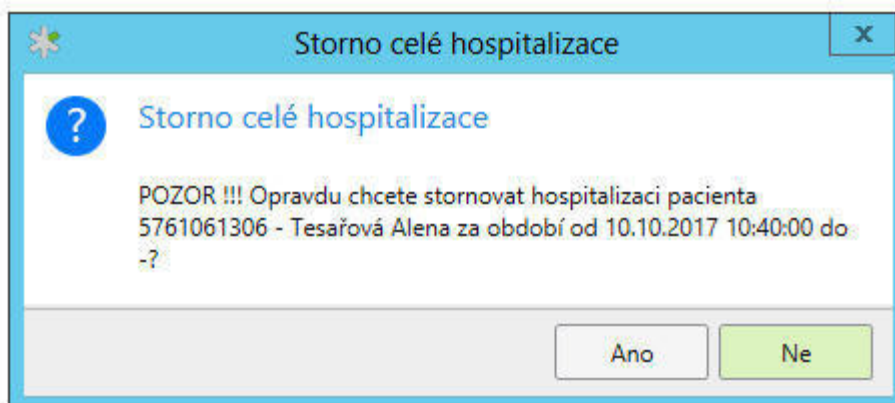 Storno celé hospitalizace
x
Storno celé hospitalizace
POZOR !!! Opravdu chcete stornovat hospitalizaci pacienta
5761061306 - Tesařová Alena za období od 10.10.2017 10:40:00 do
-?
Ano
Ne